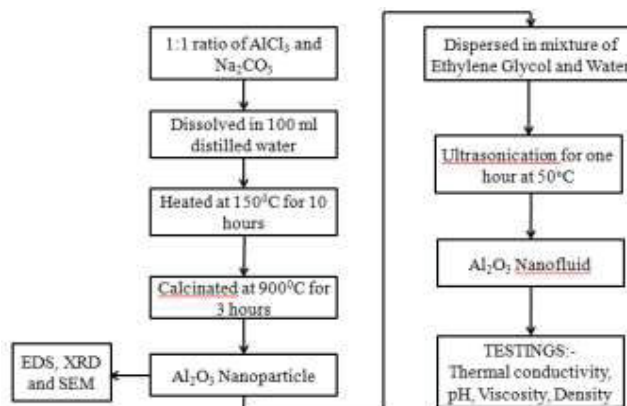 1:1 ratio of AlCl₃ and
Na₂CO₃
Dissolved in 100 ml
distilled water
Heated at 150⁰C for 10
hours
Calcinated at 900⁰C for
3 hours
Al₂O₃ Nanoparticle
EDS, XRD
and SEM
Dispersed in mixture of
Ethylene Glycol and Water
Ultrasonication for one
hour at 50°C
Al₂O₃ Nanofluid
TESTINGS:-
Thermal conductivity,
pH, Viscosity, Density